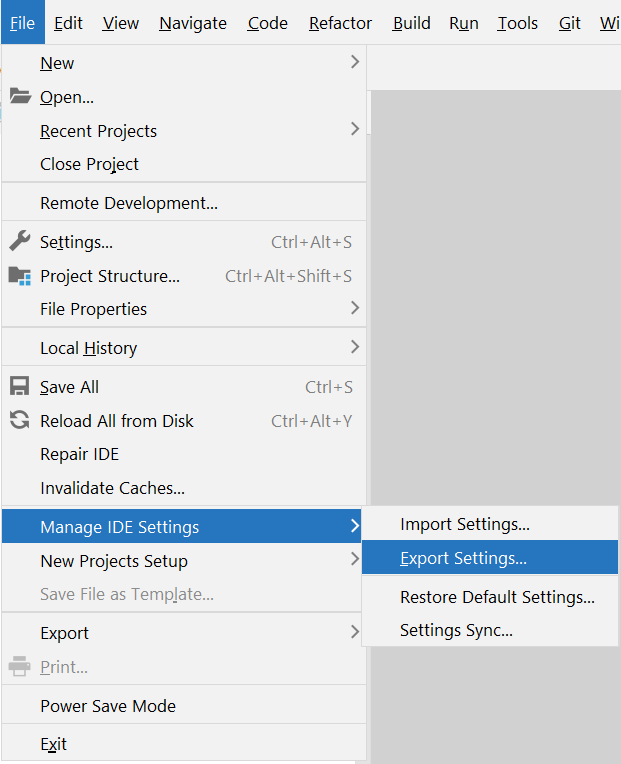 File Edit View Navigate Code Refactor Build Run Tools Git Wi
New
Open...
Recent Projects
Close Project
Remote Development...
Settings... Ctrl+Alt+S
Project Structure... Ctrl+Alt+Shift+S
File Properties
Local History
Save All Ctrl+S
Reload All from Disk Ctrl+Alt+Y
Repair IDE
Invalidate Caches...
Manage IDE Settings
New Projects Setup
Save File as Template...
Export
Print...
Power Save Mode
Exit
Import Settings...
Export Settings...
Restore Default Settings...
Settings Sync...